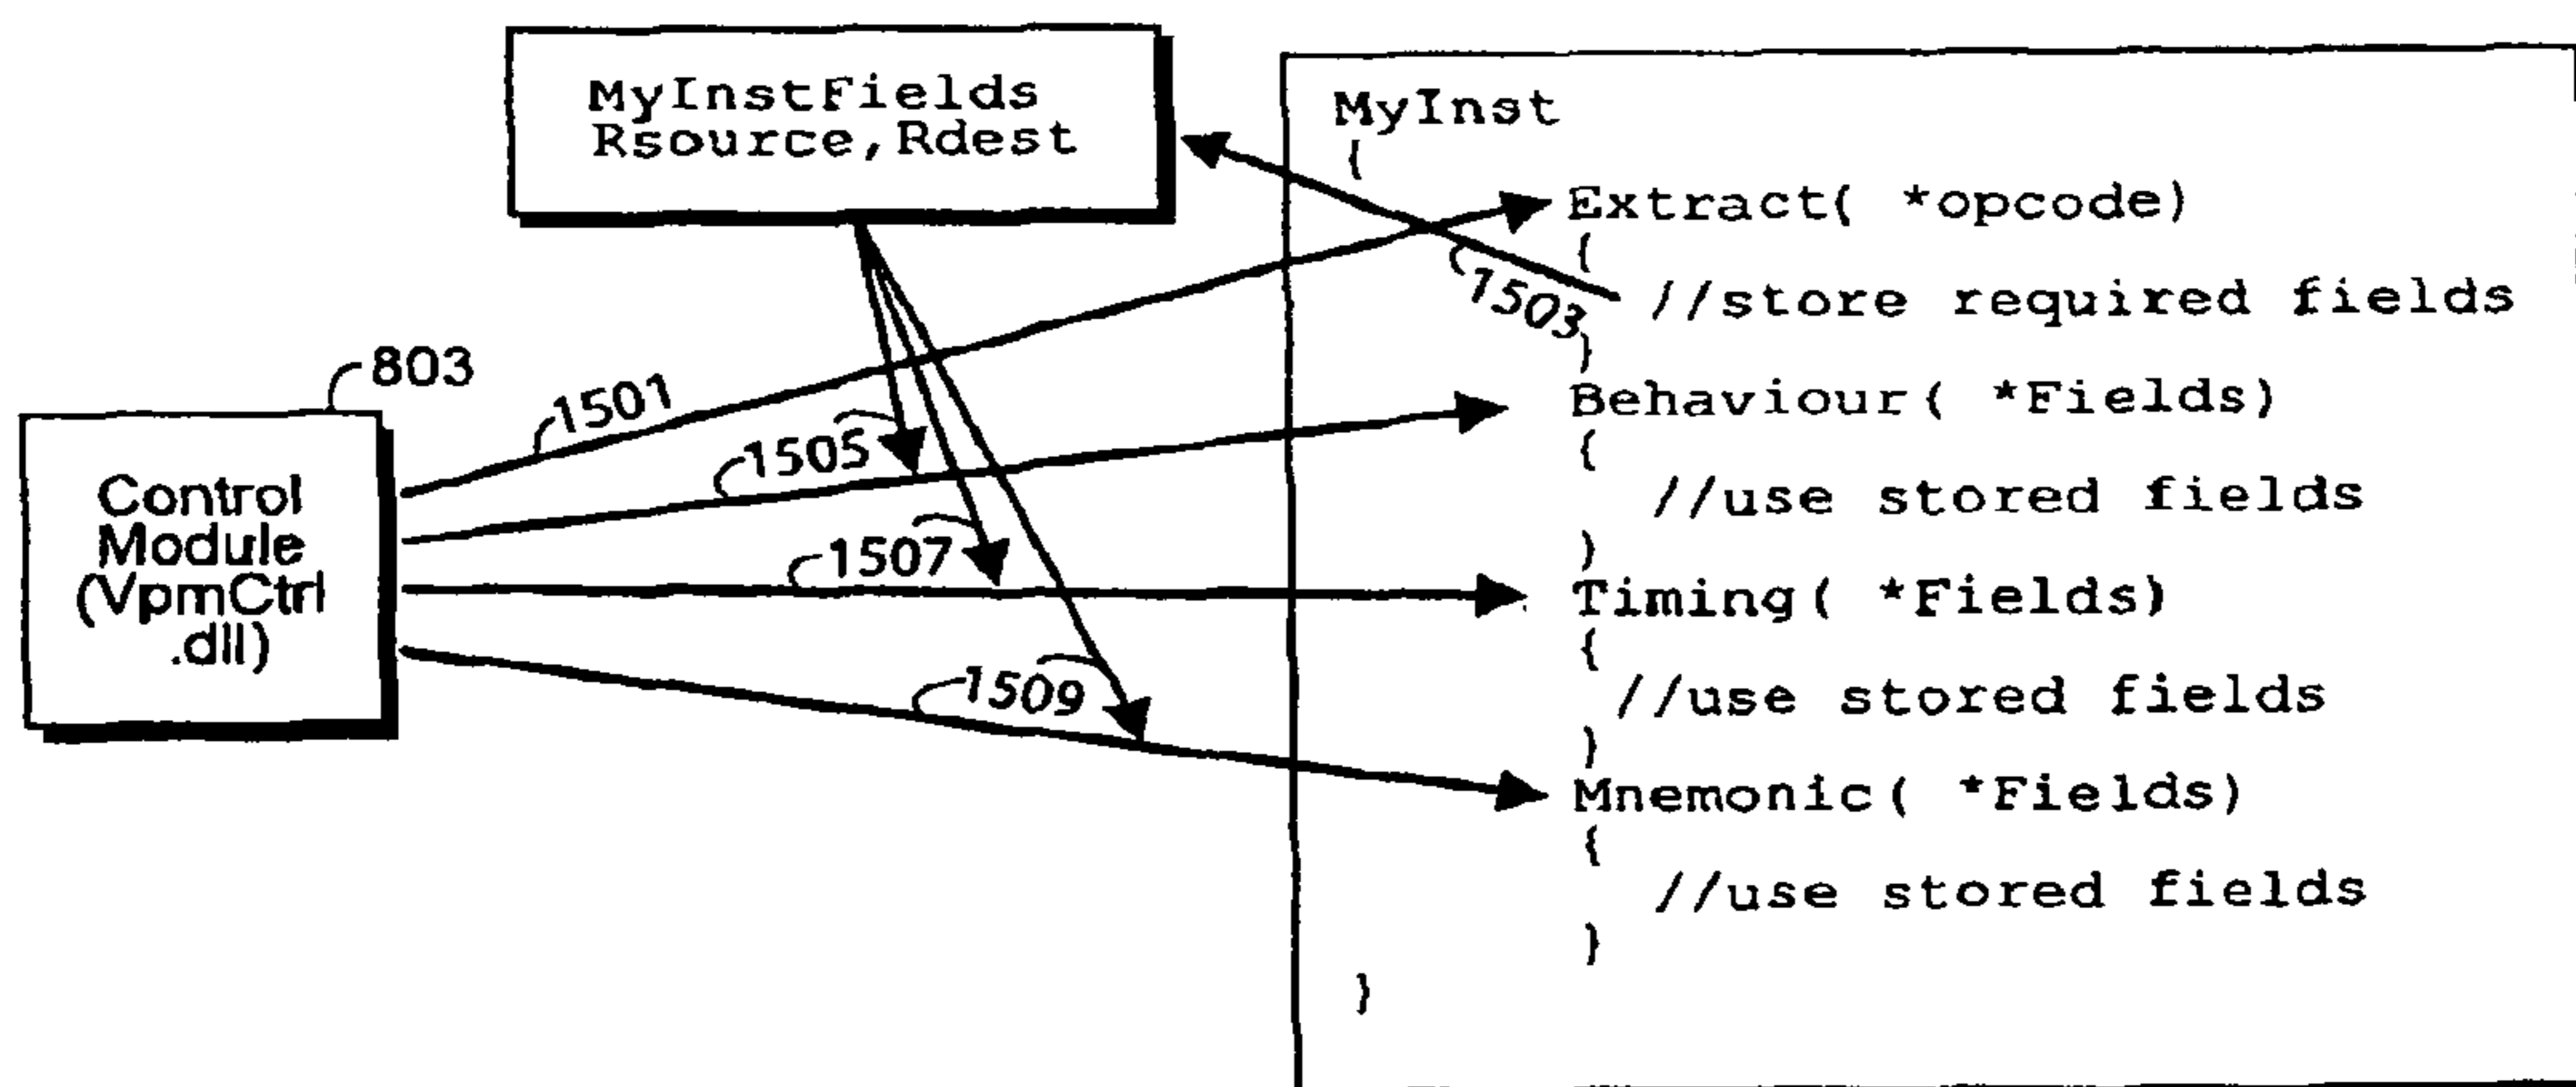 MyInstFields
Rsource,Rdest
803
Control
Module
(VpmCtrl
.dll)
1501
1505
1507
1509
1503
MyInst
{
Extract( *opcode)
{
//store required fields
}
Behaviour( *Fields)
{
//use stored fields
}
Timing( *Fields)
{
//use stored fields
}
Mnemonic( *Fields)
{
//use stored fields
}
}